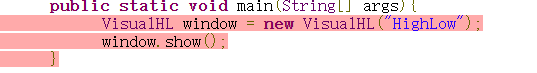 public static void main(String[] args){
VisualHL window = new VisualHL("HighLow");
window.show();
}